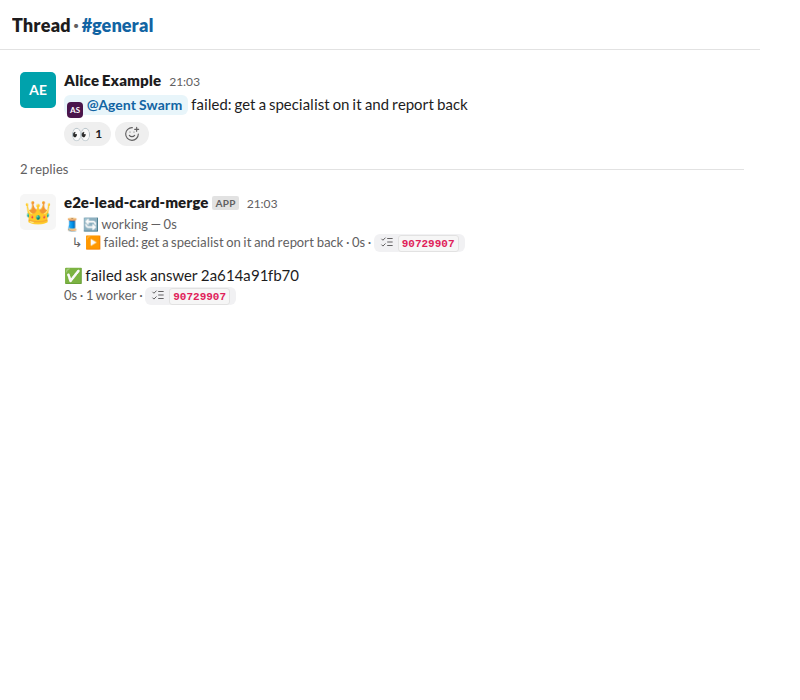 Thread • #general
AE
Alice Example 21:03
AS @Agent Swarm failed: get a specialist on it and report back
👀 1
2 replies
e2e-lead-card-merge APP 21:03
🧵 🔄 working — 0s
↳ ▶️ failed: get a specialist on it and report back · 0s · 90729907
✅ failed ask answer 2a614a91fb70
0s · 1 worker · 90729907